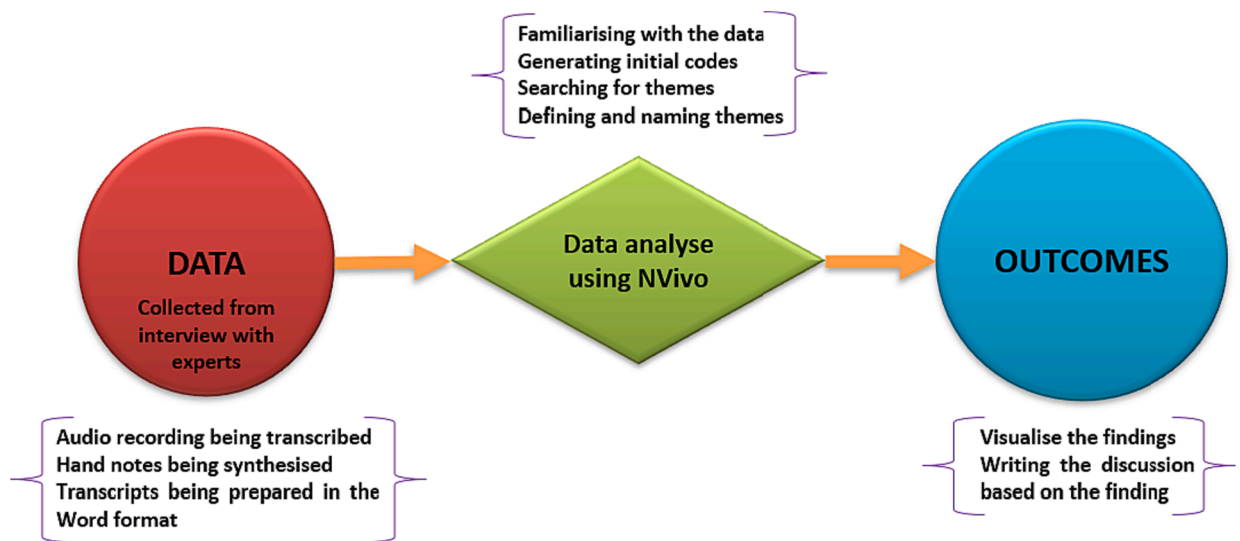 Familiarising with the data
Generating initial codes
Searching for themes
Defining and naming themes
DATA
Collected from
interview with
experts
Data analyse
using NVivo
OUTCOMES
Audio recording being transcribed
Hand notes being synthesised
Transcripts being prepared in the
Word format
Visualise the findings
Writing the discussion
based on the finding